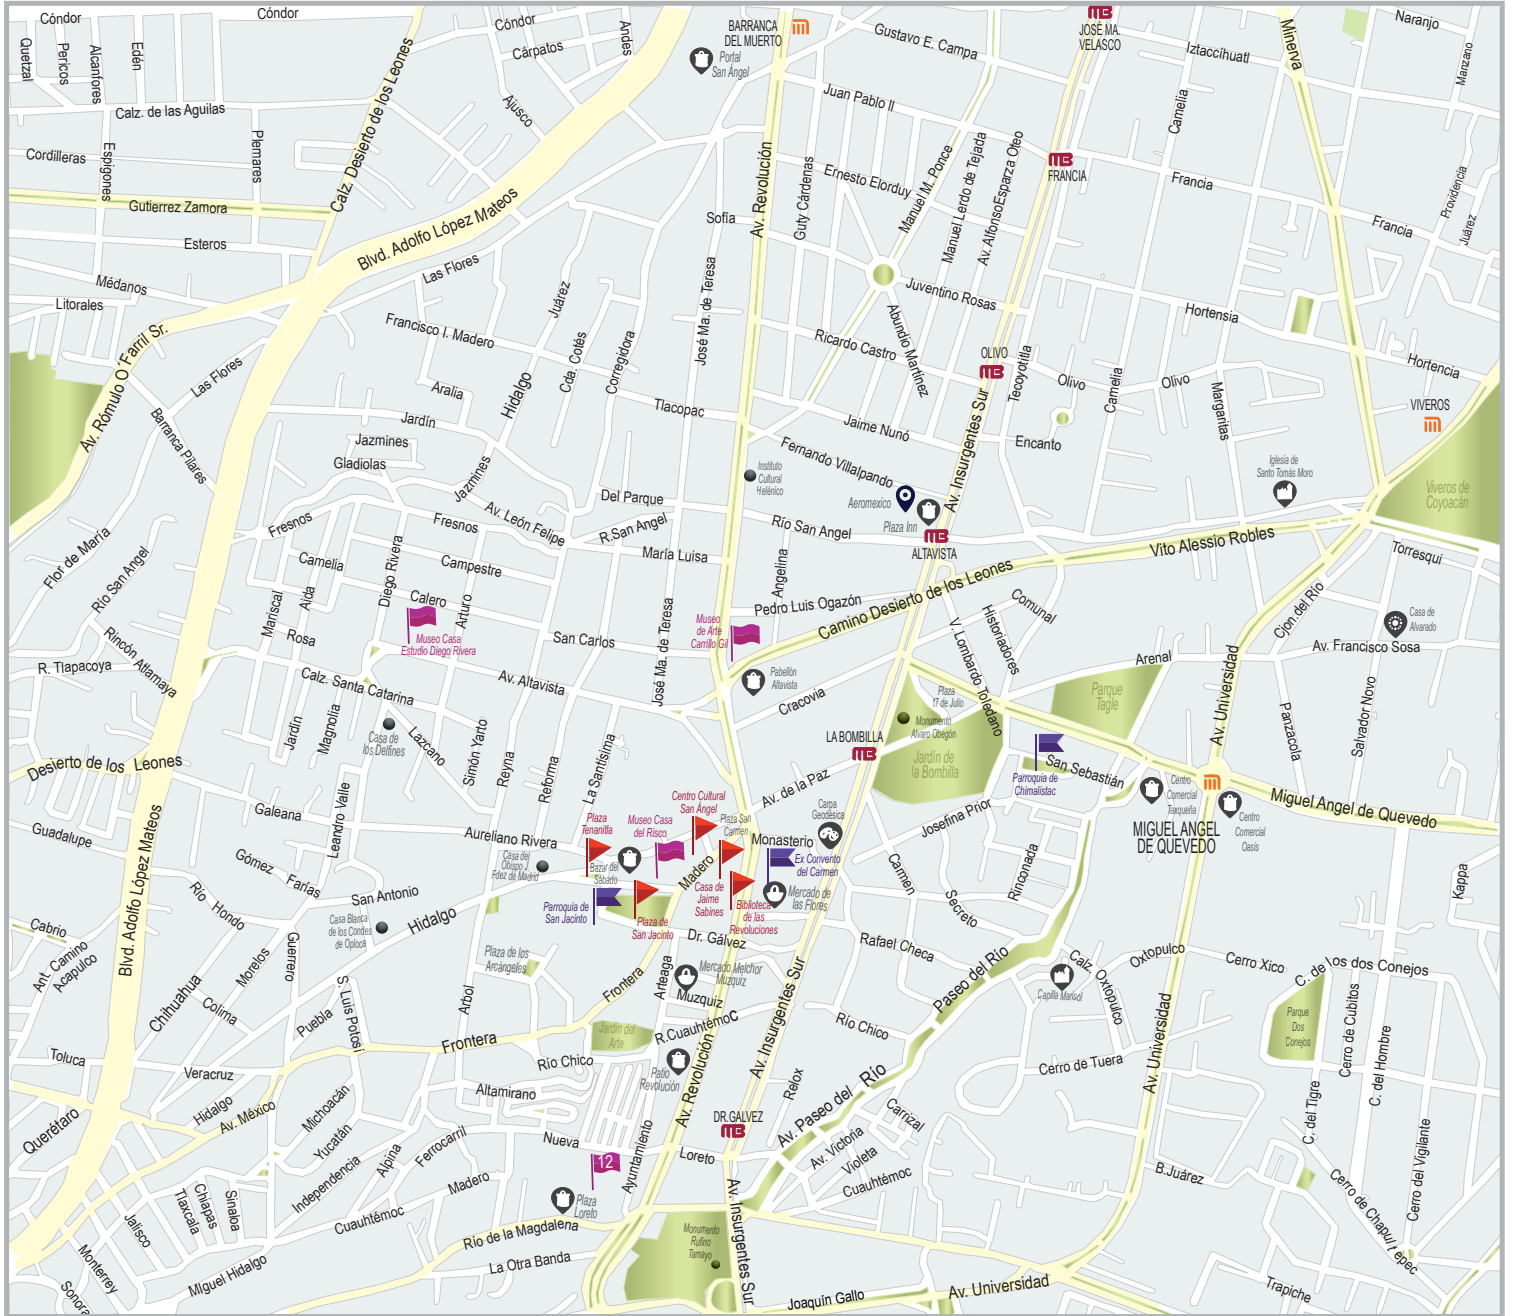 Cóndor
Cóndor
Cóndor
Andes
BARRANCA
DEL MUERTO
Gustavo E. Campa
JOSÉ MA.
VELASCO
Minerva
Naranjo
Quetzal
Pericos
Alcanfores
Edén
Cárpatos
Portal
San Ángel
Iztaccíhuatl
Manzano
Calz. de las Aguilas
Calz. Desierto de los Leones
Ajusco
Juan Pablo II
Camelia
Cordilleras
Espigones
Plemares
Av. Revolución
Guty Cárdenas
Ernesto Elorduy
Manuel M. Ponce
Manuel Lerdo de Tejada
Av. AlfonsoEsparza Oteo
FRANCIA
Francia
Providencia
Juárez
Francia
Gutierrez Zamora
Esteros
Blvd. Adolfo López Mateos
Sofía
Las Flores
Médanos
Litorales
Juárez
José Ma. de Teresa
Juventino Rosas
Abundio Martínez
Hortensia
Av. Rómulo O´Farril Sr.
Francisco I. Madero
Cda. Cotés
Corregidora
Ricardo Castro
OLIVO
Tecoyotitla
Olivo
Olivo
Camelia
Margaritas
Hortencia
Las Flores
Aralia
Hidalgo
Tlacopac
Jaime Nunó
Encanto
VIVEROS
Barranca Pilares
Jardín
Jazmines
Gladiolas
Jazmines
Fernando Villalpando
Av. Insurgentes Sur
Instituto
Cultural
Helénico
Iglesia de
Santo Tomás Moro
Viveros de
Coyoacán
Aeromexico
Plaza Inn
ALTAVISTA
Del Parque
Río San Angel
Fresnos
Fresnos
Av. León Felipe
R.San Angel
María Luisa
Angelina
Vito Alessio Robles
Torresqui
Flor de María
Río San Angel
Camelia
Diego Rivera
Campestre
Calero
Arturo
Aida
Mariscal
Rosa
Pedro Luis Ogazón
Camino Desierto de los Leones
Comunal
Historiadores
V. Lombardo Toledano
Cjon.del Río
Casa de
Alvarado
Av. Francisco Sosa
Museo Casa
Estudio Diego Rivera
San Carlos
Museo
de Arte
Carrillo Gil
José Ma. de Teresa
Rincón Atlamaya
R. Tlapacoya
Calz. Santa Catarina
Av. Altavista
Pabellón
Altavista
Cracovia
Plaza
17 de Julio
Monumento
Alvaro Obegón
Parque
Tagle
Arenal
Av. Universidad
Panzacola
Salvador Novo
Jardín
Magnolia
Casa de
los Delfines
Lazcano
Simón Yarto
Reyna
Reforma
La Santísima
LA BOMBILLA
Jardín de
la Bombilla
Parroquia de
Chimalistac
San Sebastián
Centro
Comercial
Taxqueña
Centro
Comercial
Oasis
Miguel Angel de Quevedo
MIGUEL ANGEL
DE QUEVEDO
Desierto de los Leones
Av. de la Paz
Galeana
Leandro Valle
Aureliano Rivera
Plaza
Tenanitla
Museo Casa
del Risco
Centro Cultural
San Ángel
Plaza San
Carmen
Monasterio
Carpa
Geodésica
Josefina Prior
Rinconada
Kappa
Guadalupe
Blvd. Adolfo López Mateos
Gómez Farías
Casa del
Obispo J.
Fdez de Madrid
Bazar del
Sábado
Madero
Casa de
Jaime
Sabines
Biblioteca
de las
Revoluciones
Ex Convento
del Carmen
Mercado de
las Flores
Carmen
Secreto
San Antonio
Río Hondo
Casa Blanca
de los Condes
de Oploca
Hidalgo
Parroquia de
San Jacinto
Plaza de
San Jacinto
Dr. Gálvez
Rafael Checa
Cabrio
Ant. Camino
Acapulco
Guerrero
Morelos
Plaza de los
Arcángeles
Arteaga
Mercado Melchor
Muzquiz
Muzquiz
Frontera
Av. Insurgentes Sur
Paseo del Río
Calz. Oxtopulco
Capilla Marisol
Oxtopulco
Cerro Xico
C. de los dos Conejos
Chihuahua
Colima
Puebla
S. Luis Potosí
Arbol
Frontera
Jardín del
Arte
R.Cuauhtémoc
Río Chico
Parque
Dos
Conejos
Cerro de Cubilitos
C. del Hombre
Toluca
Veracruz
Río Chico
Patio
Revolución
Av. Revolución
Relox
Av. Paseo del Río
Cerro de Tuera
Av. Universidad
Altamirano
Querétaro
Hidalgo
Av. México
Michoacán
Yucatán
Independencia
Alpina
Ferrocarril
Nueva
12
Ayuntamiento
Loreto
DR.GALVEZ
Carrizal
Av. Victoria
Violeta
Cuauhtémoc
C. del Tigre
Cerro del Vigilante
B.Juárez
Cerro de Chapultepec
Madero
Cuauhtémoc
Plaza
Loreto
Jalisco
Tlaxcala
Chiapas
Sinaloa
Monterrey
Sonora
Miguel Hidalgo
Río de la Magdalena
La Otra Banda
Monumento
Rufino
Tamayo
Av. Insurgentes Sur
Joaquín Gallo
Av. Universidad
Trapiche